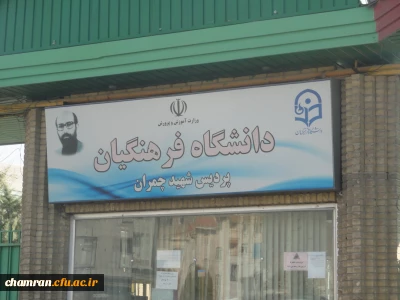 وزارت آموزش و پرورش
دانشگاه فرهنگیان
پردیس شهید چمران
chamran.cfu.ac.ir